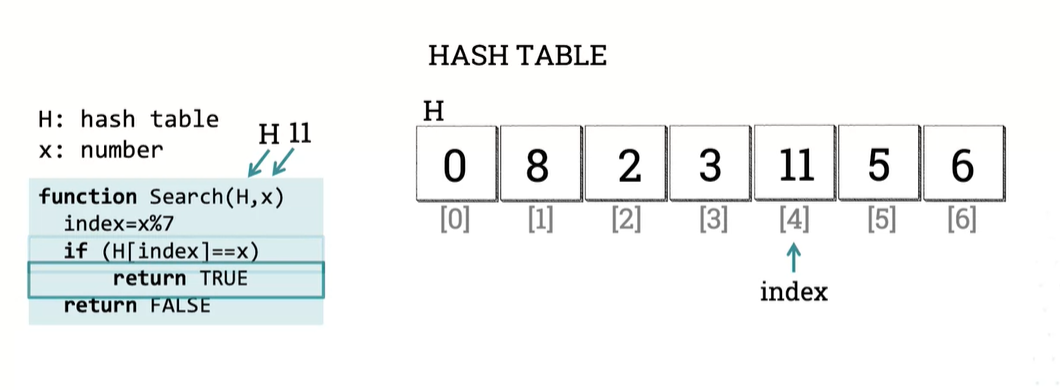 HASH TABLE
H: hash table
x: number
H 11
function Search(H,x)
index=x%7
if (H[index]==x)
return TRUE
return FALSE
H
0 8 2 3 11 5 6
[0] [1] [2] [3] [4] [5] [6]
index